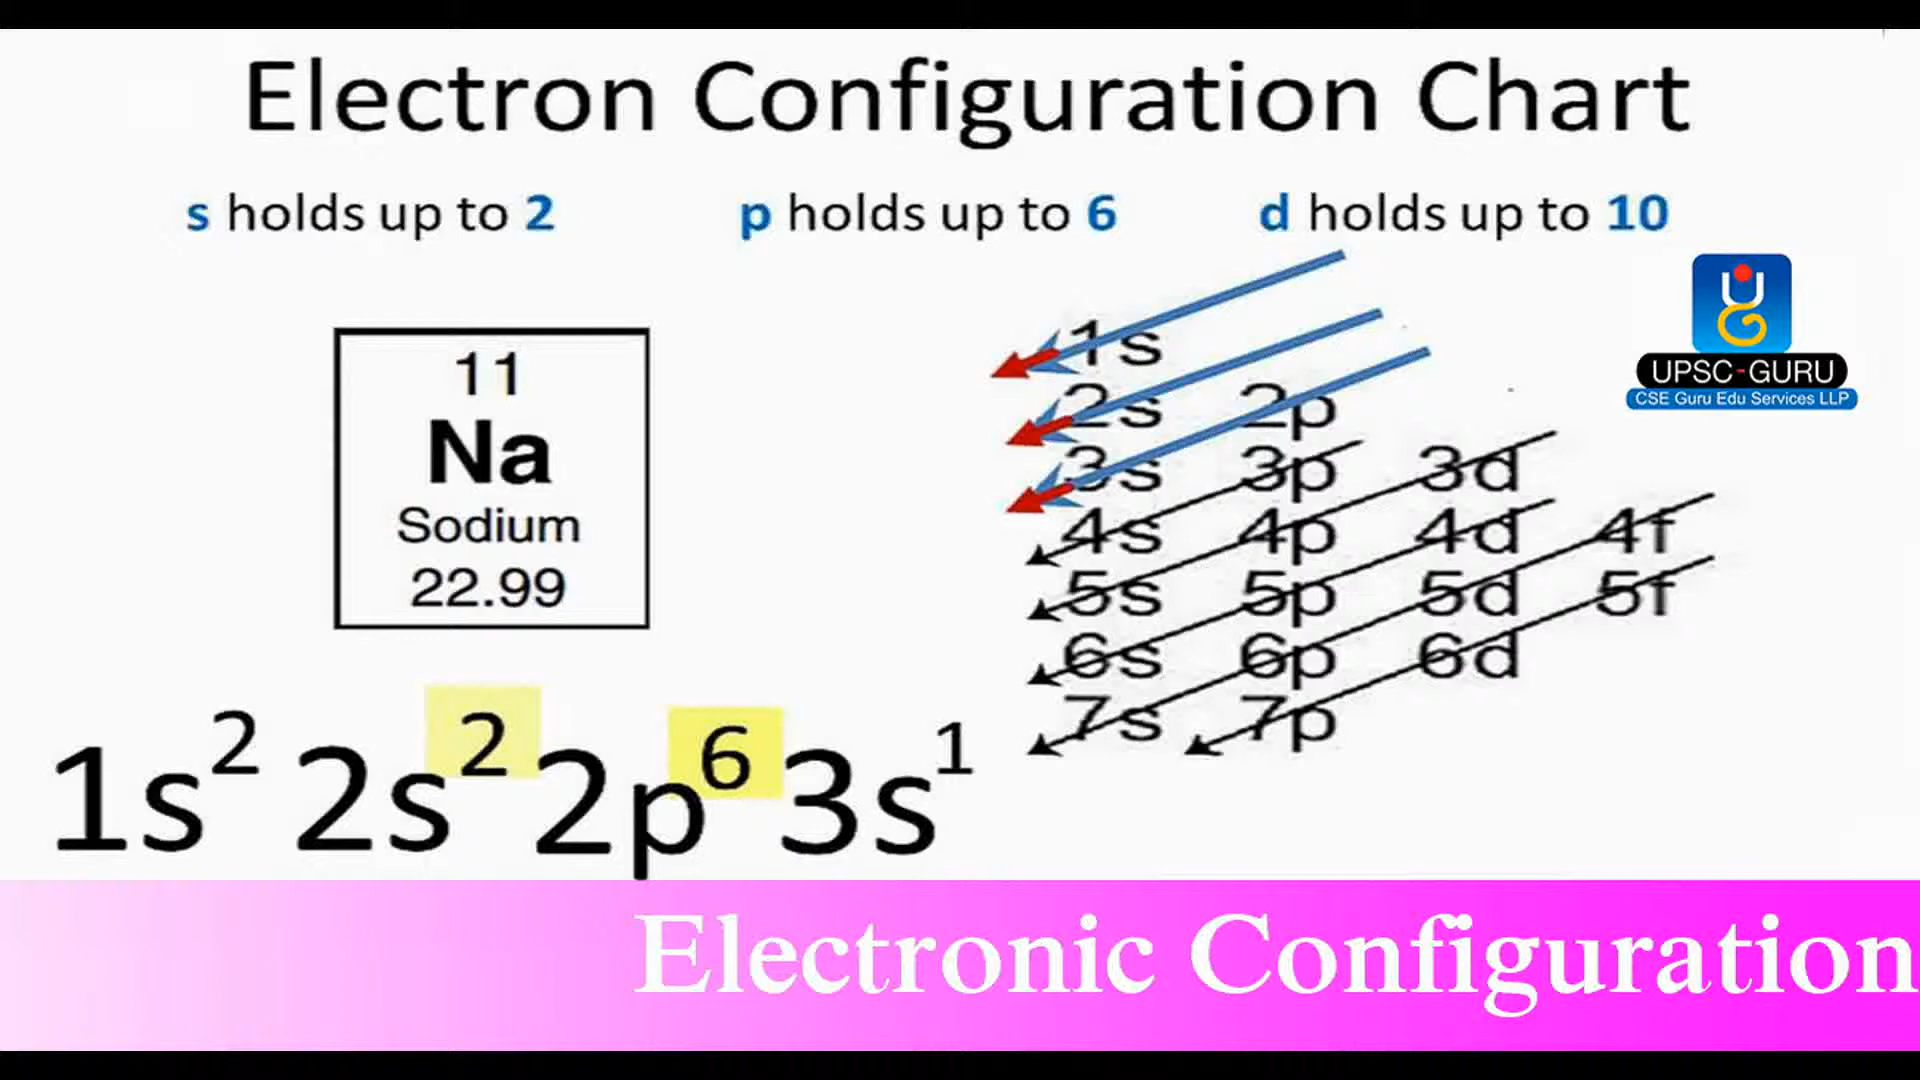 Electron Configuration Chart
s holds up to 2 p holds up to 6 d holds up to 10
11
Na
Sodium
22.99
1s
2s 2p
3s 3p 3d
4s 4p 4d 4f
5s 5p 5d 5f
6s 6p 6d
7s 7p
UPSC-GURU
CSE Guru Edu Services LLP
1s² 2s² 2p⁶ 3s¹
Electronic Configuration